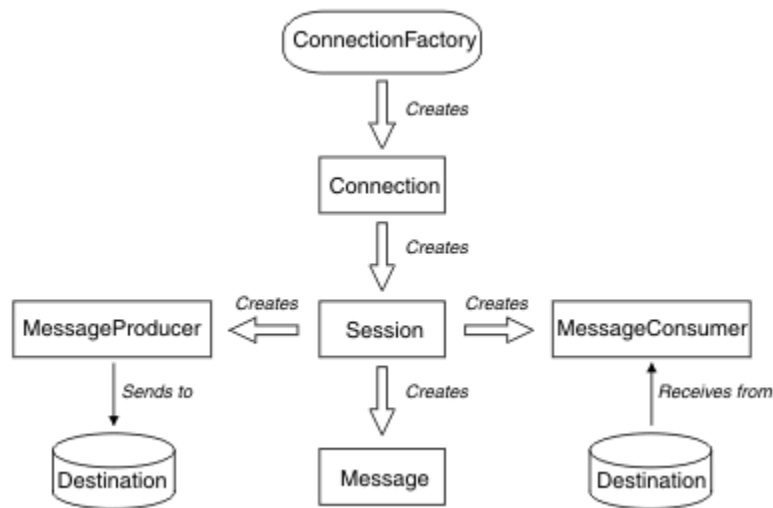 ConnectionFactory
Creates
Connection
Creates
Creates
Creates
MessageProducer
Session
MessageConsumer
Sends to
Creates
Receives from
Destination
Message
Destination